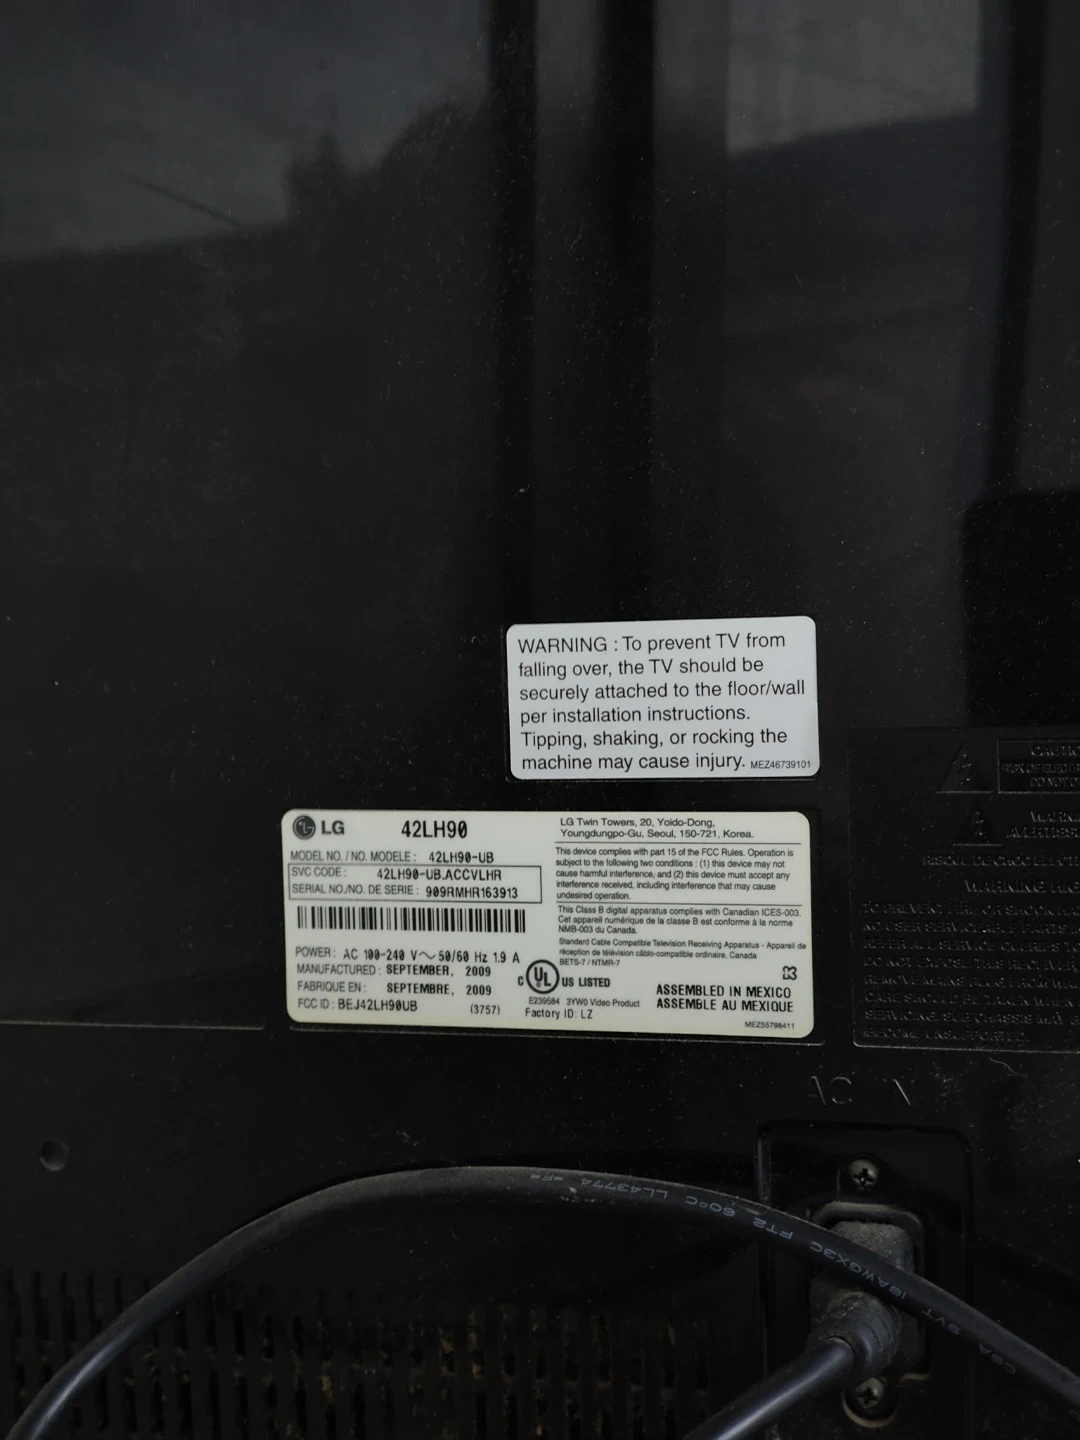 WARNING : To prevent TV from
falling over, the TV should be
securely attached to the floor/wall
per installation instructions.
Tipping, shaking, or rocking the
machine may cause injury. MEZ46739101
LG 42LH90
MODEL NO. / NO. MODELE : 42LH90-UB
SVC CODE : 42LH90-UB.ACCVLHR
SERIAL NO./NO. DE SERIE : 909RMHR163913
POWER : AC 100-240 V~50/60 Hz 1.9 A
MANUFACTURED : SEPTEMBER, 2009
FABRIQUE EN : SEPTEMBRE, 2009
FCC ID : BEJ42LH90UB (3757)
LG Twin Towers, 20, Yoido-Dong,
Youngdungpo-Gu, Seoul, 150-721, Korea.
This device complies with part 15 of the FCC Rules. Operation is
subject to the following two conditions : (1) this device may not
cause harmful interference, and (2) this device must accept any
interference received, including interference that may cause
undesired operation.
This Class B digital apparatus complies with Canadian ICES-003.
Cet appareil numérique de la classe B est conforme à la norme
NMB-003 du Canada.
Standard Cable Compatible Television Receiving Apparatus - Appareil de
réception de télévision câblo-compatible ordinaire, Canada
BETS-7 / NTMR-7
C UL US LISTED
E239584 3YW0 Video Product
Factory ID: LZ
ASSEMBLED IN MEXICO
ASSEMBLE AU MEXIQUE
MEZ55798411
AC IN
CSA SVT 18AWGX3C FT2 60°C LL43774